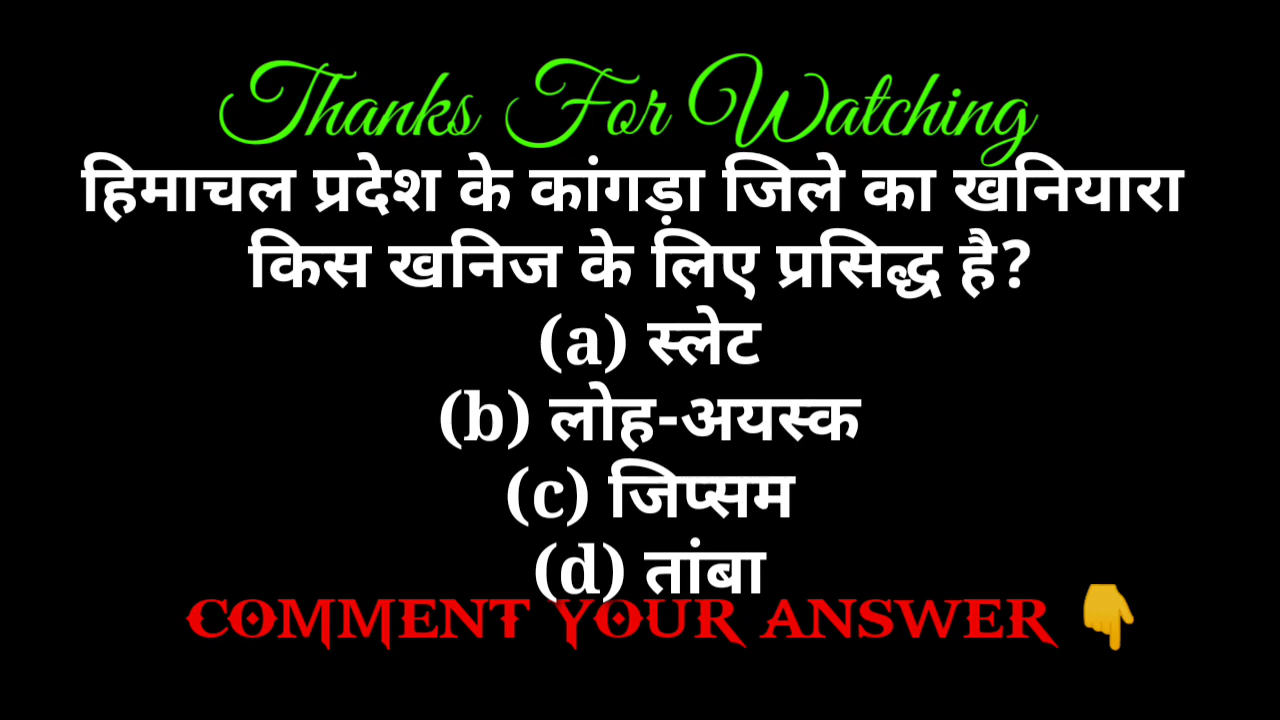 Thanks For Watching
हिमाचल प्रदेश के कांगड़ा जिले का खनियारा
किस खनिज के लिए प्रसिद्ध है?
(a) स्लेट
(b) लोह-अयस्क
(c) जिप्सम
(d) तांबा
COMMENT YOUR ANSWER 👇